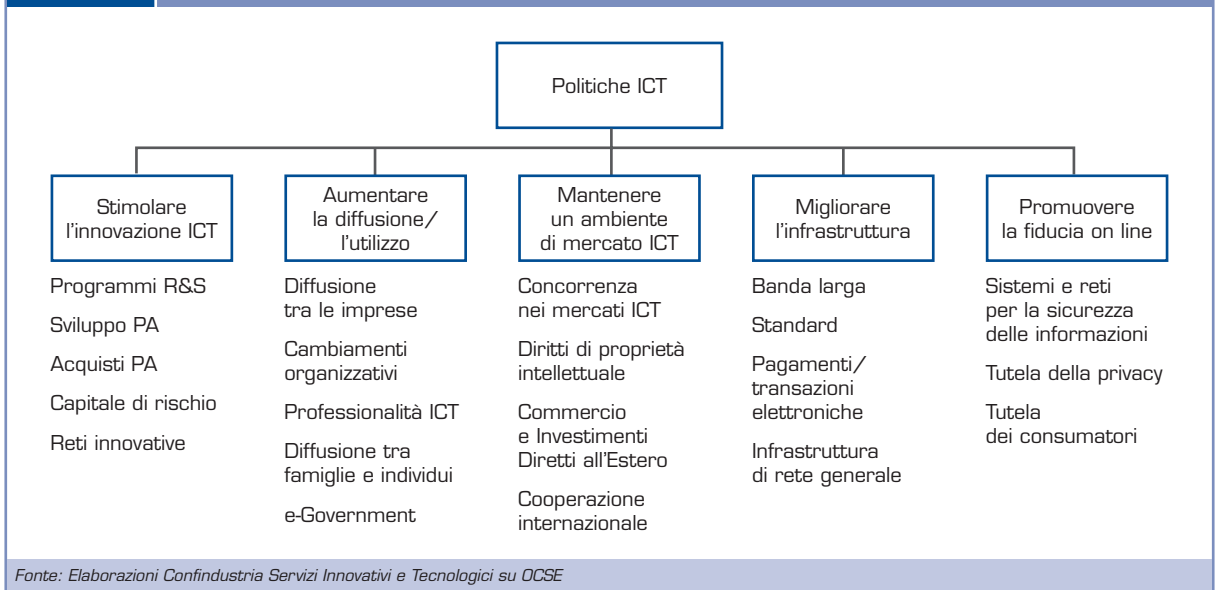 Politiche ICT
Stimolare
l'innovazione ICT
Programmi R&S
Sviluppo PA
Acquisti PA
Capitale di rischio
Reti innovative
Aumentare
la diffusione/
l'utilizzo
Diffusione
tra le imprese
Cambiamenti
organizzativi
Professionalità ICT
Diffusione tra
famiglie e individui
e-Government
Mantenere
un ambiente
di mercato ICT
Concorrenza
nei mercati ICT
Diritti di proprietà
intellettuale
Commercio
e Investimenti
Diretti all'Estero
Cooperazione
internazionale
Migliorare
l'infrastruttura
Banda larga
Standard
Pagamenti/
transazioni
elettroniche
Infrastruttura
di rete generale
Promuovere
la fiducia on line
Sistemi e reti
per la sicurezza
delle informazioni
Tutela della privacy
Tutela
dei consumatori
Fonte: Elaborazioni Confindustria Servizi Innovativi e Tecnologici su OCSE